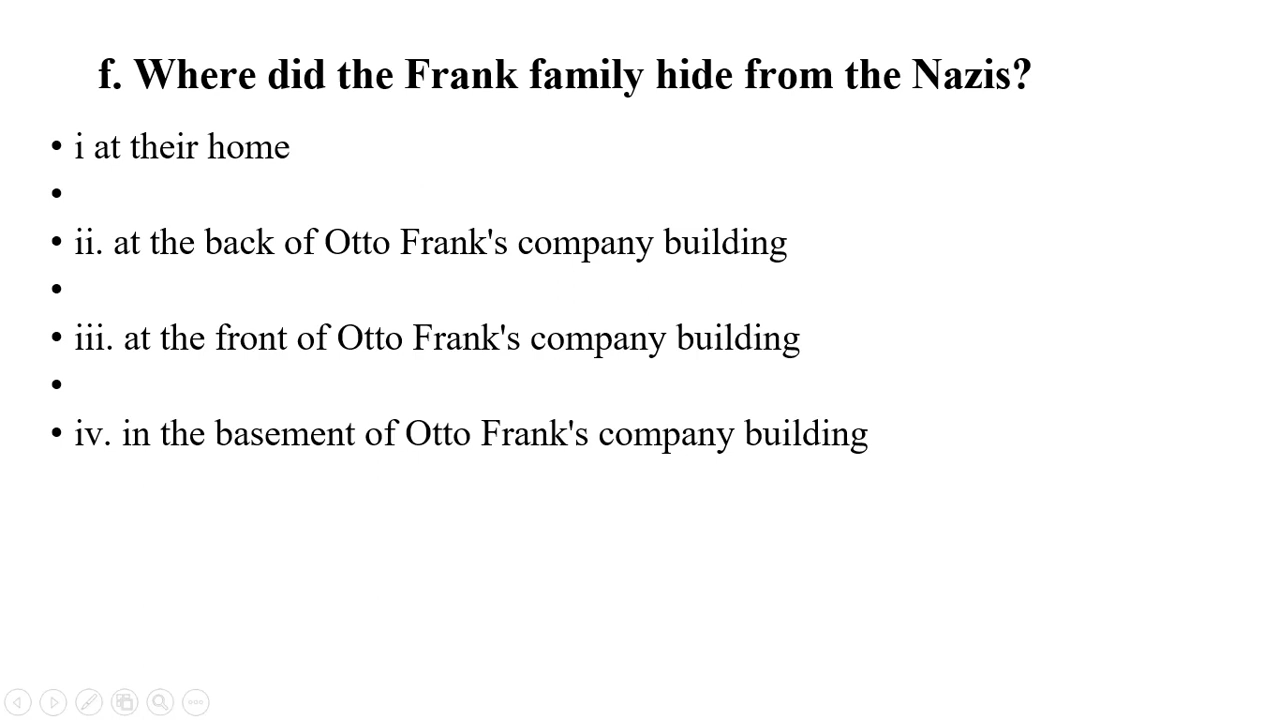 f. Where did the Frank family hide from the Nazis?
• i at their home
•
• ii. at the back of Otto Frank's company building
•
• iii. at the front of Otto Frank's company building
•
• iv. in the basement of Otto Frank's company building